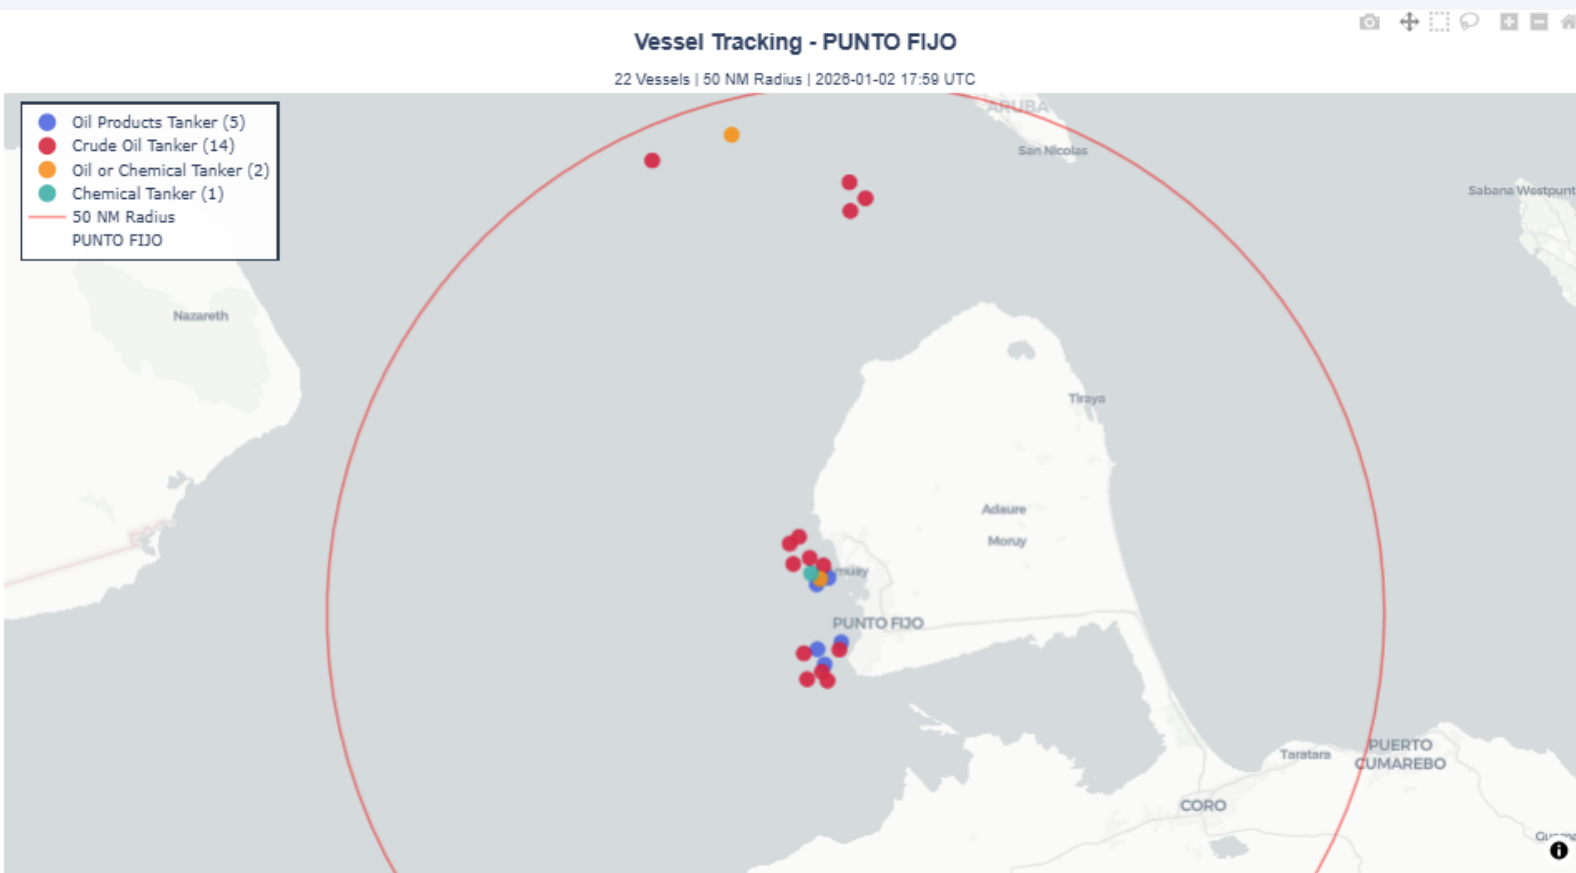 Vessel Tracking - PUNTO FIJO
22 Vessels | 50 NM Radius | 2026-01-02 17:59 UTC
Oil Products Tanker (5)
Crude Oil Tanker (14)
Oil or Chemical Tanker (2)
Chemical Tanker (1)
50 NM Radius
PUNTO FIJO
ARUBA
San Nicolas
Sabana Westpunt
Nazareth
Tiraya
Adaure
Moruy
muay
PUNTO FIJO
Taratara
PUERTO
CUMAREBO
CORO